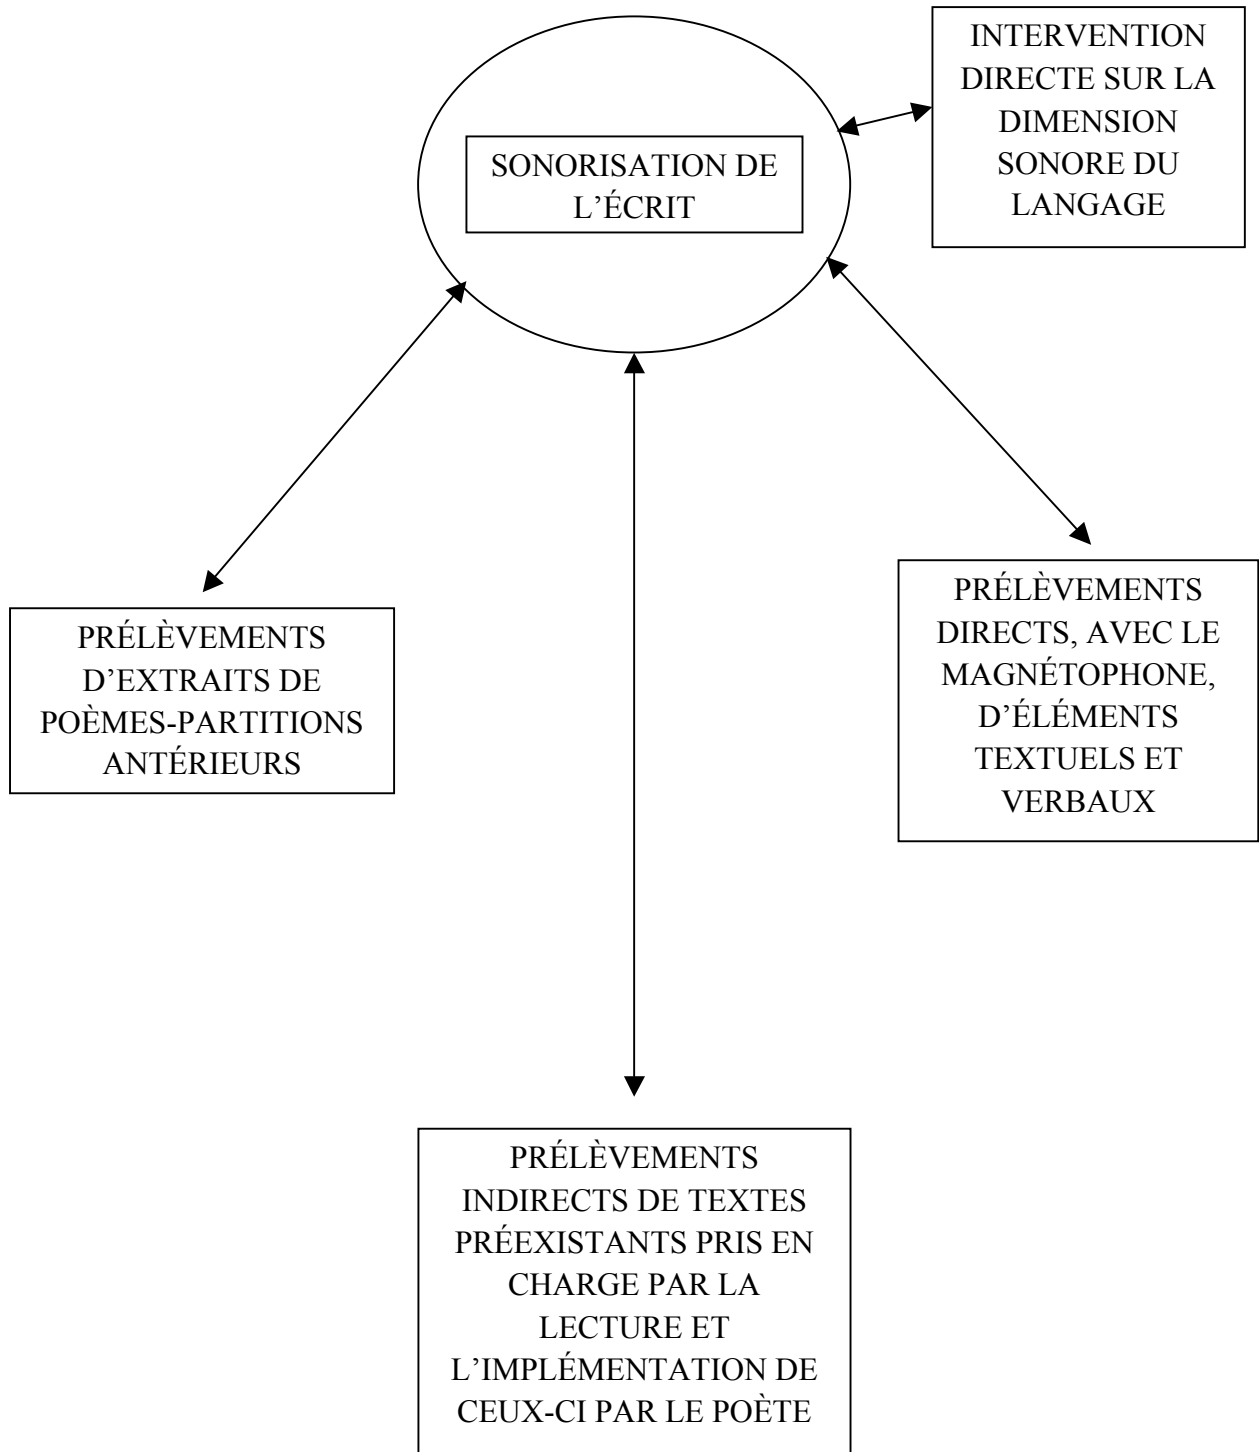 INTERVENTION
DIRECTE SUR LA
DIMENSION
SONORE DU
LANGAGE
SONORISATION DE
L’ÉCRIT
PRÉLÈVEMENTS
D’EXTRAITS DE
POÈMES-PARTITIONS
ANTÉRIEURS
PRÉLÈVEMENTS
DIRECTS, AVEC LE
MAGNÉTOPHONE,
D’ÉLÉMENTS
TEXTUELS ET
VERBAUX
PRÉLÈVEMENTS
INDIRECTS DE TEXTES
PRÉEXISTANTS PRIS EN
CHARGE PAR LA
LECTURE ET
L’IMPLÉMENTATION DE
CEUX-CI PAR LE POÈTE